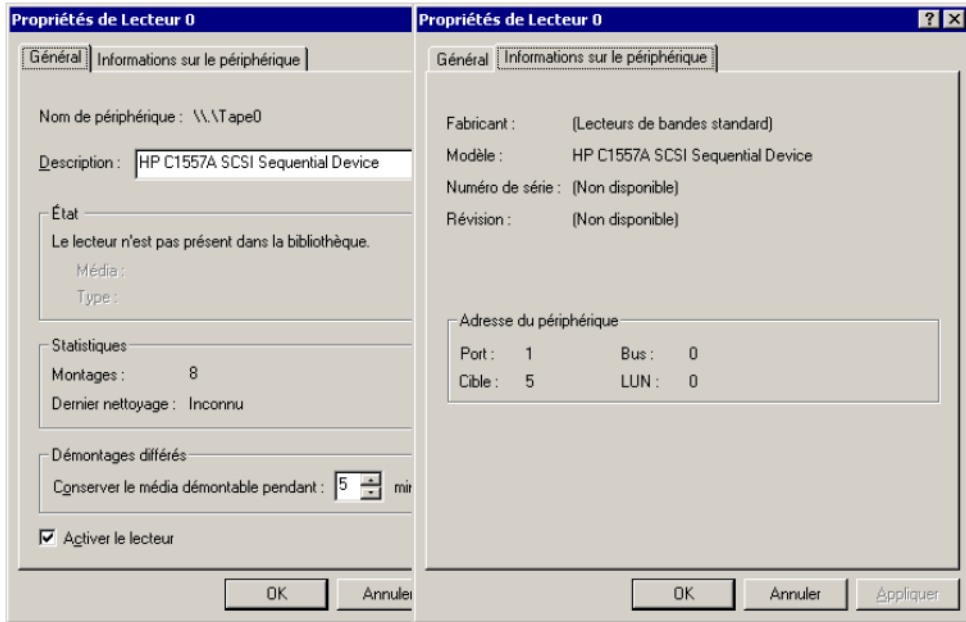 Propriétés de Lecteur 0
Général
Informations sur le périphérique
Nom de périphérique : \\.\Tape0
Description : HP C1557A SCSI Sequential Device
État
Le lecteur n'est pas présent dans la bibliothèque.
Média :
Type :
Statistiques
Montages : 8
Dernier nettoyage : Inconnu
Démontages différés
Conserver le média démontable pendant : 5 mir
Activer le lecteur
OK
Annuler
Propriétés de Lecteur 0
Général
Informations sur le périphérique
Fabricant : (Lecteurs de bandes standard)
Modèle : HP C1557A SCSI Sequential Device
Numéro de série : (Non disponible)
Révision : (Non disponible)
Adresse du périphérique
Port : 1 Bus : 0
Cible : 5 LUN : 0
OK
Annuler
Appliquer